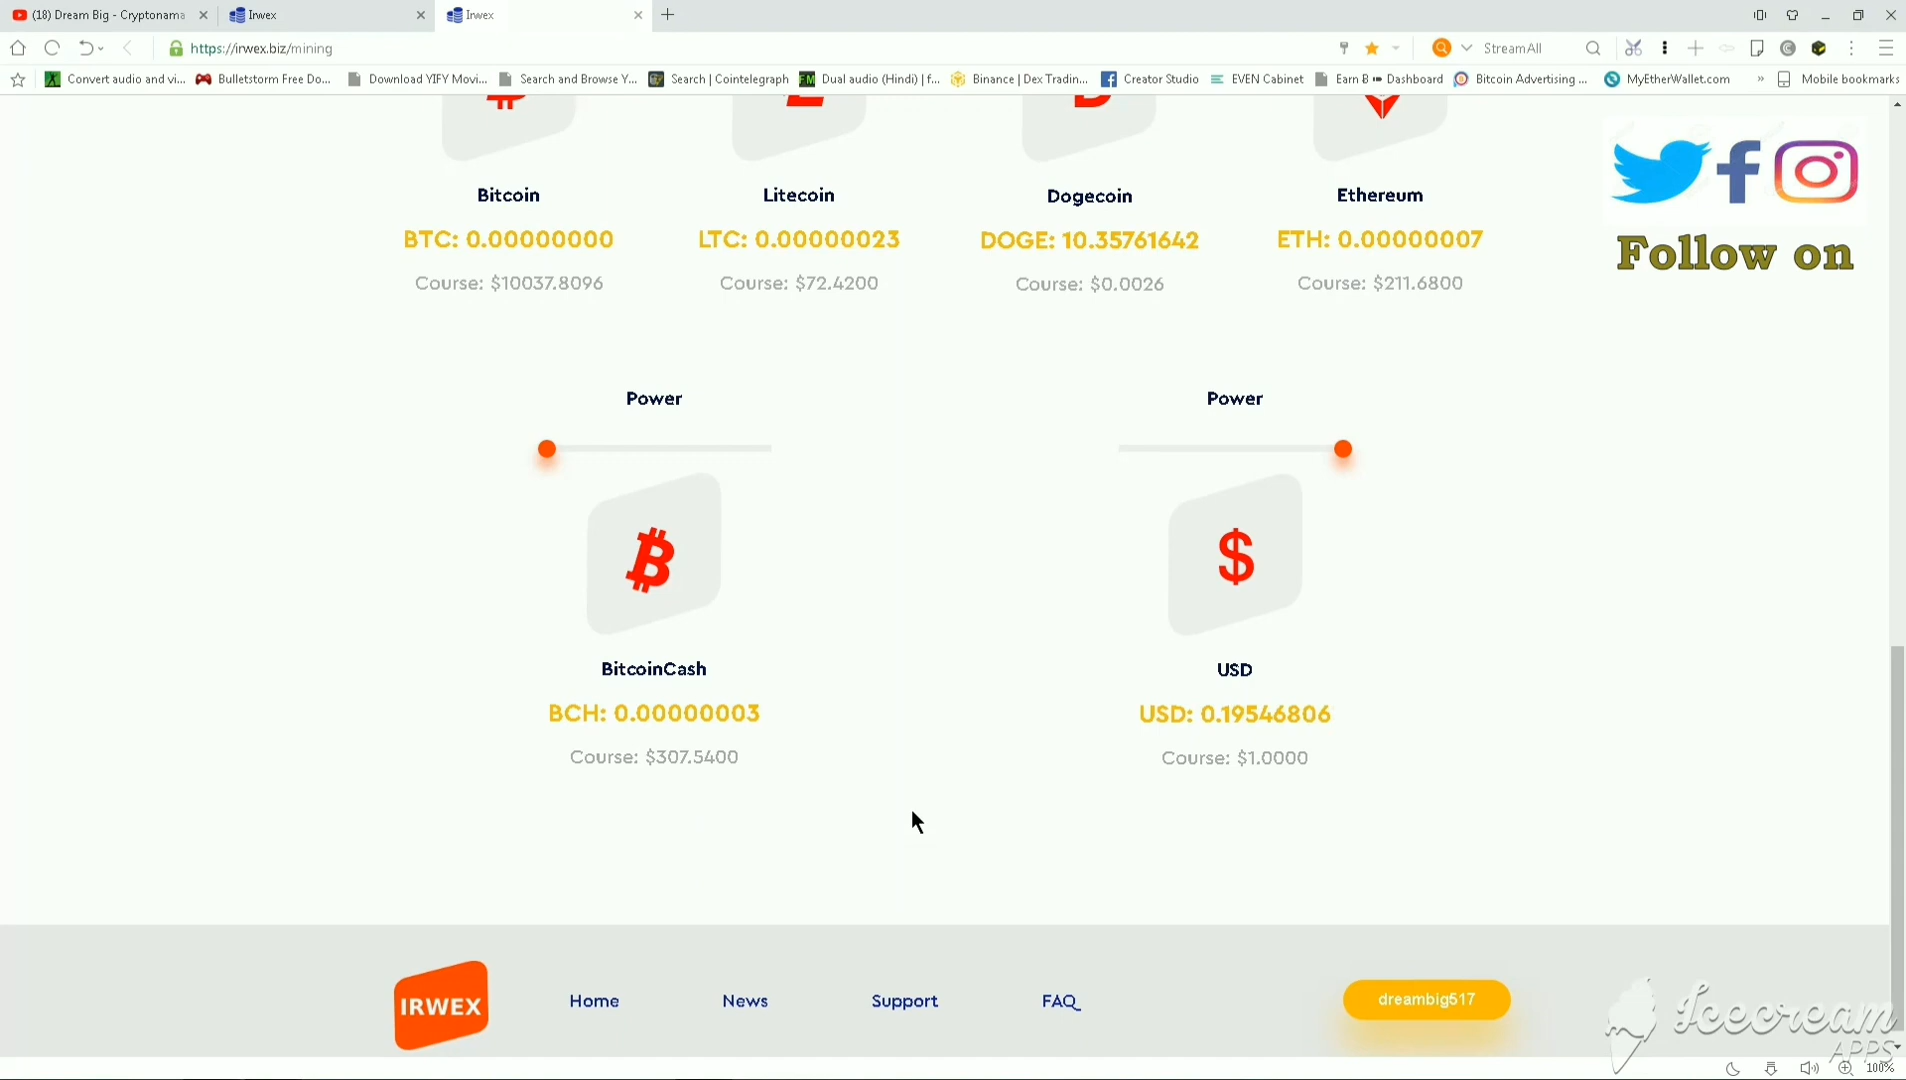 (18) Dream Big - Cryptonama
Irwex
Irwex
https://irwex.biz/mining
StreamAll
Convert audio and vi...
Bulletstorm Free Do...
Download YIFY Movi...
Search and Browse Y...
Search | Cointelegraph
Dual audio (Hindi) | f...
Binance | Dex Tradin...
Creator Studio
EVEN Cabinet
Earn Ƀ ⬌ Dashboard
Bitcoin Advertising ...
MyEtherWallet.com
»
Mobile bookmarks
Bitcoin
Litecoin
Dogecoin
Ethereum
BTC: 0.00000000
LTC: 0.00000023
DOGE: 10.35761642
ETH: 0.00000007
Course: $10037.8096
Course: $72.4200
Course: $0.0026
Course: $211.6800
Follow on
Power
Power
$
BitcoinCash
USD
BCH: 0.00000003
USD: 0.19546806
Course: $307.5400
Course: $1.0000
IRWEX
Home
News
Support
FAQ
dreambig517
Icecream
APPS
100%